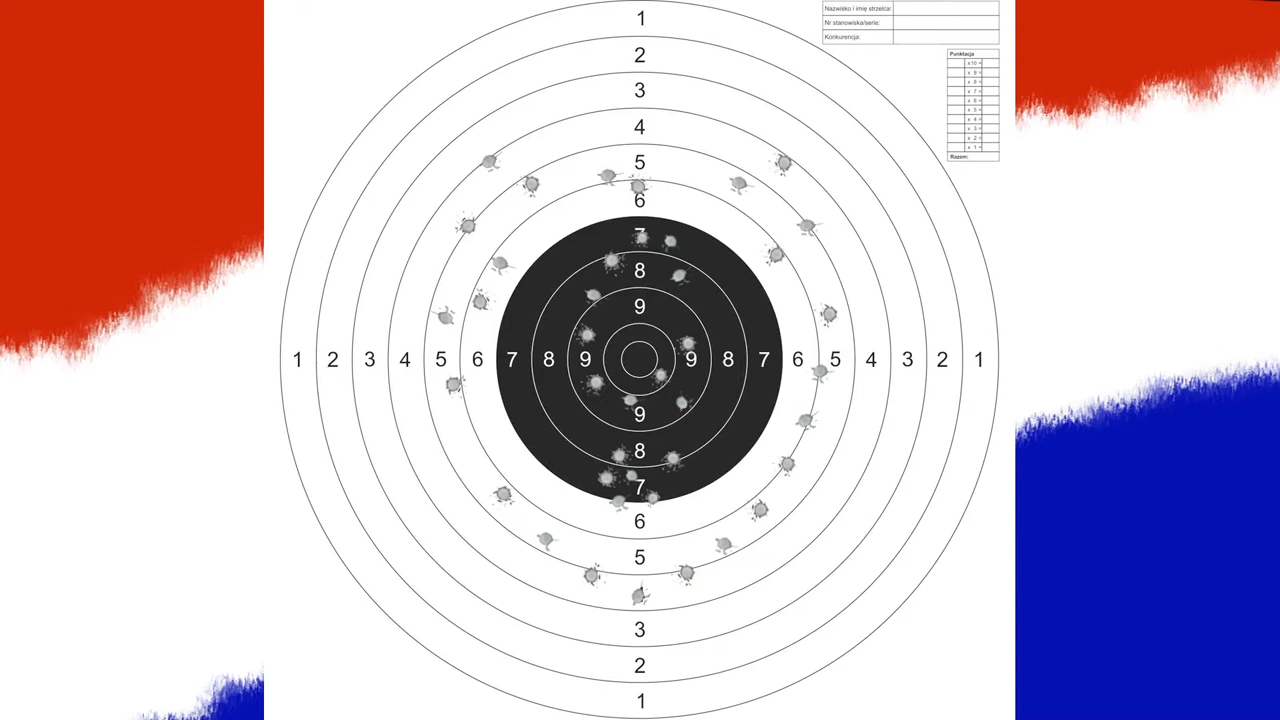 Nazwisko i imię strzelca:
Nr stanowiska/serie:
Konkurencja:
Punktacja
x 10 =
x 9 =
x 8 =
x 7 =
x 6 =
x 5 =
x 4 =
x 3 =
x 2 =
x 1 =
Razem:
1
2
3
4
5
6
7
8
9
1 2 3 4 5 6 7 8 9 9 8 7 6 5 4 3 2 1
9
8
7
6
5
3
2
1